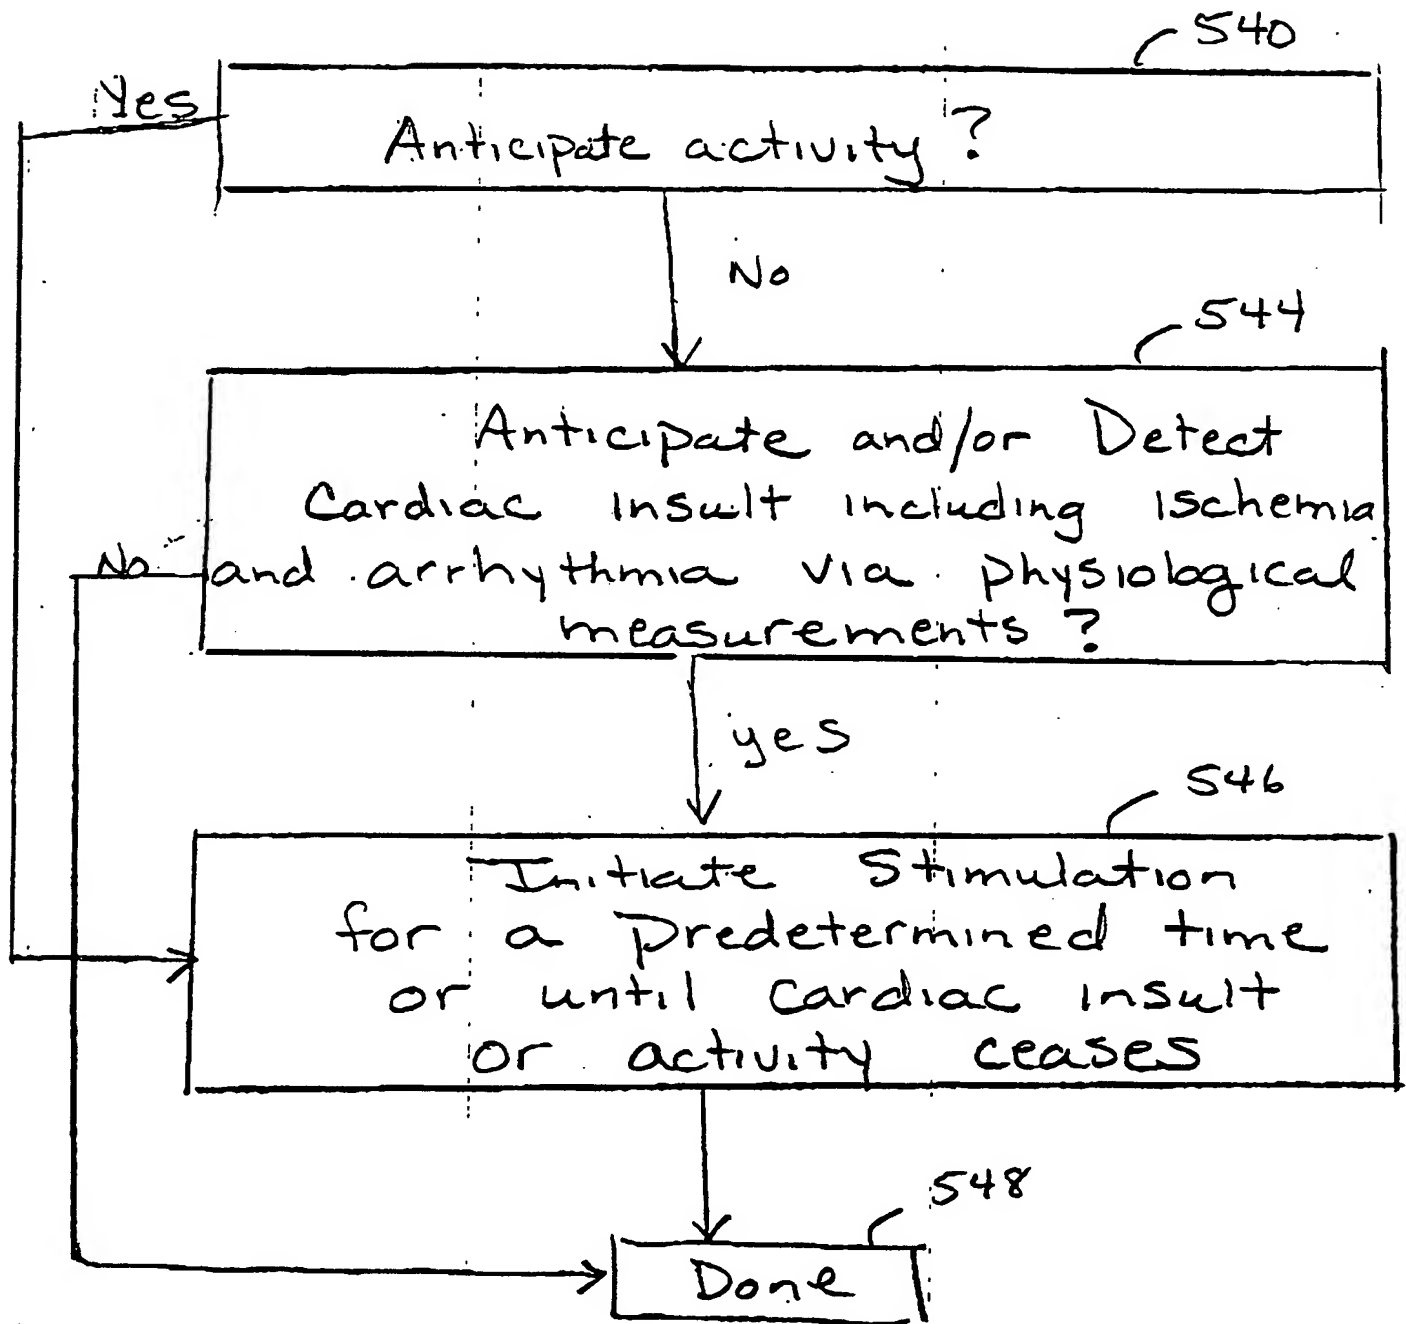 540
Yes
Anticipate activity?
No
544
Anticipate and/or Detect
Cardiac insult including ischemia
No
and arrhythmia via physiological
measurements?
yes
546
Initiate Stimulation
for a predetermined time
or until cardiac insult
or activity ceases
548
Done